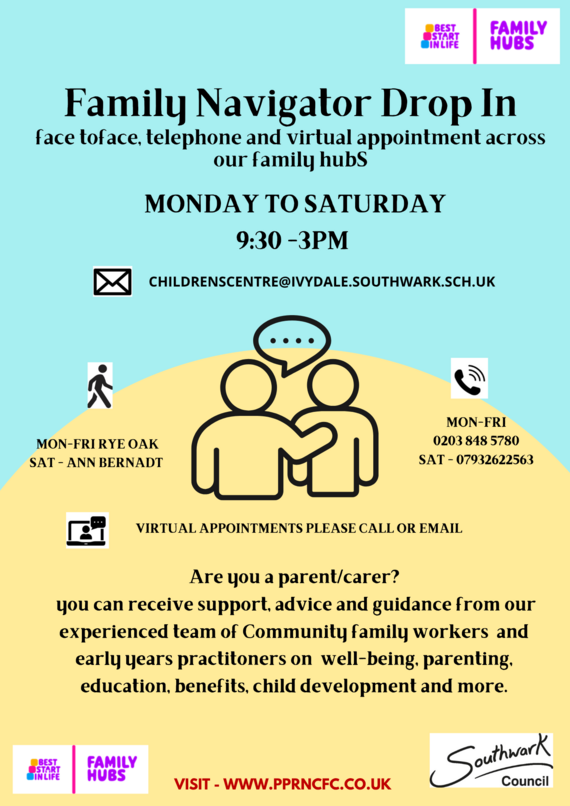 BEST
START
IN LIFE
FAMILY
HUBS
Family Navigator Drop In
face toface, telephone and virtual appointment across
our family hubS
MONDAY TO SATURDAY
9:30 -3PM
CHILDRENSCENTRE@IVYDALE.SOUTHWARK.SCH.UK
MON-FRI RYE OAK
SAT - ANN BERNADT
MON-FRI
0203 848 5780
SAT - 07932622563
VIRTUAL APPOINTMENTS PLEASE CALL OR EMAIL
Are you a parent/carer?
you can receive support, advice and guidance from our
experienced team of Community family workers and
early years practitoners on well-being, parenting,
education, benefits, child development and more.
BEST
START
IN LIFE
FAMILY
HUBS
VISIT - WWW.PPRNCFC.CO.UK
Southwark
Council